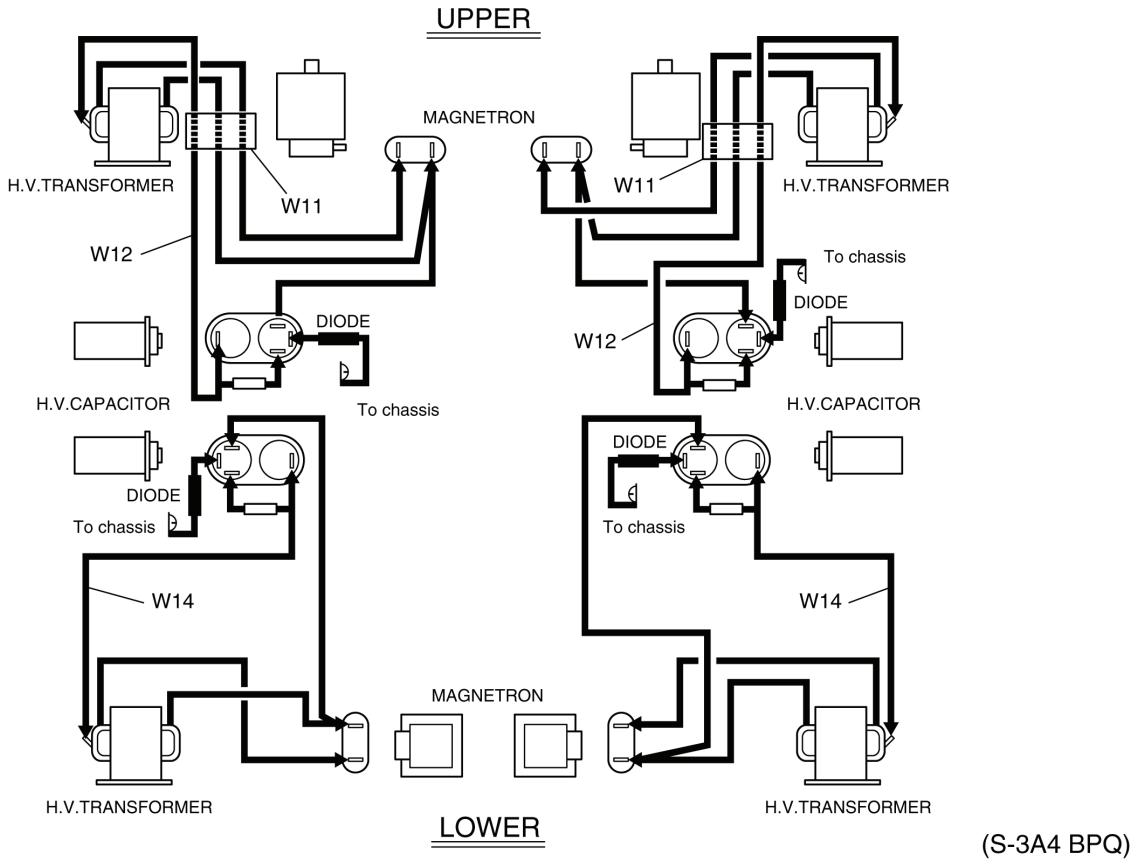 UPPER
MAGNETRON
H.V.TRANSFORMER
W11
W11
H.V.TRANSFORMER
W12
To chassis
DIODE
DIODE
W12
H.V.CAPACITOR
To chassis
H.V.CAPACITOR
DIODE
DIODE
To chassis
To chassis
W14
W14
MAGNETRON
H.V.TRANSFORMER
H.V.TRANSFORMER
LOWER
(S-3A4 BPQ)